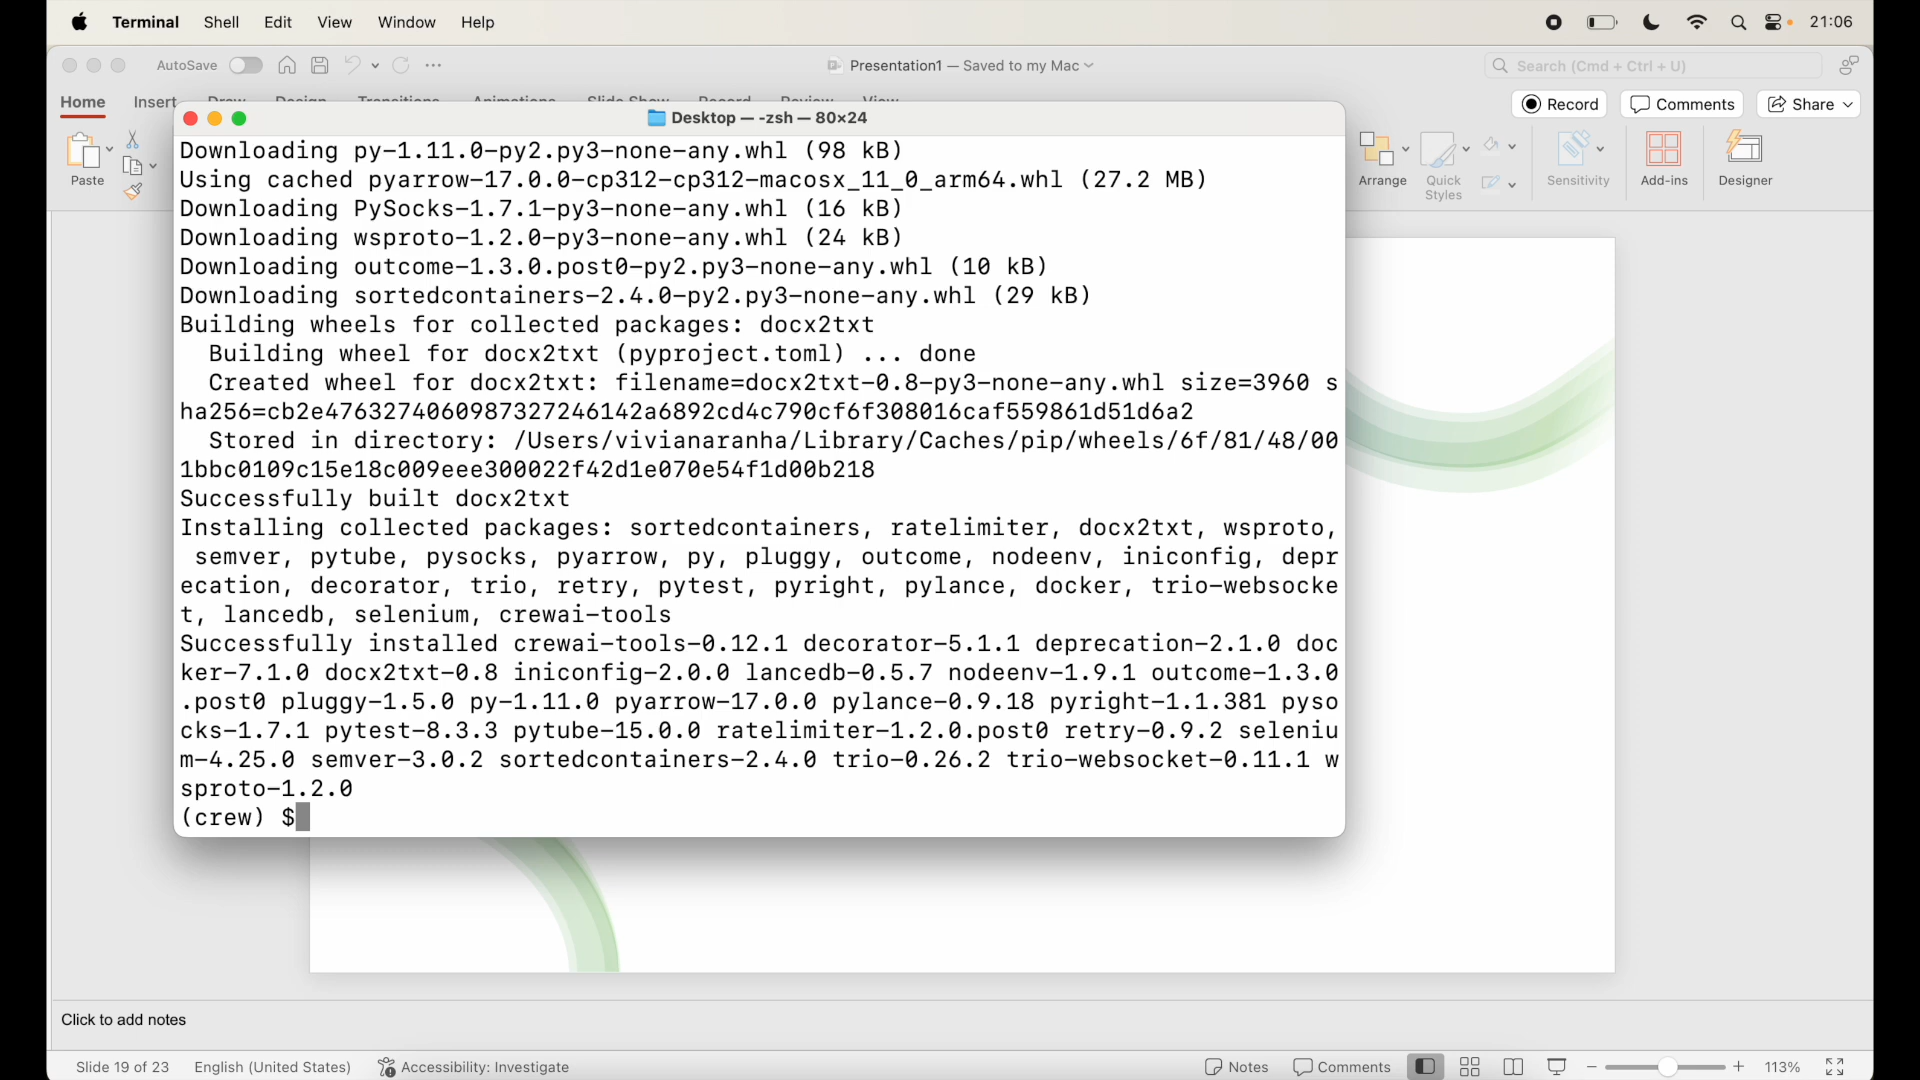 Terminal Shell Edit View Window Help 21:06
AutoSave Presentation1 — Saved to my Mac Search (Cmd + Ctrl + U)
Home Insert Draw Design Transitions Animations Slide Show Record Review View Record Comments Share
Desktop — -zsh — 80×24
Paste Arrange Quick Styles Sensitivity Add-ins Designer
Downloading py-1.11.0-py2.py3-none-any.whl (98 kB)
Using cached pyarrow-17.0.0-cp312-cp312-macosx_11_0_arm64.whl (27.2 MB)
Downloading PySocks-1.7.1-py3-none-any.whl (16 kB)
Downloading wsproto-1.2.0-py3-none-any.whl (24 kB)
Downloading outcome-1.3.0.post0-py2.py3-none-any.whl (10 kB)
Downloading sortedcontainers-2.4.0-py2.py3-none-any.whl (29 kB)
Building wheels for collected packages: docx2txt
  Building wheel for docx2txt (pyproject.toml) ... done
  Created wheel for docx2txt: filename=docx2txt-0.8-py3-none-any.whl size=3960 s
ha256=cb2e4763274060987327246142a6892cd4c790cf6f308016caf559861d51d6a2
  Stored in directory: /Users/vivianaranha/Library/Caches/pip/wheels/6f/81/48/00
1bbc0109c15e18c009eee300022f42d1e070e54f1d00b218
Successfully built docx2txt
Installing collected packages: sortedcontainers, ratelimiter, docx2txt, wsproto,
 semver, pytube, pysocks, pyarrow, py, pluggy, outcome, nodeenv, iniconfig, depr
ecation, decorator, trio, retry, pytest, pyright, pylance, docker, trio-websocke
t, lancedb, selenium, crewai-tools
Successfully installed crewai-tools-0.12.1 decorator-5.1.1 deprecation-2.1.0 doc
ker-7.1.0 docx2txt-0.8 iniconfig-2.0.0 lancedb-0.5.7 nodeenv-1.9.1 outcome-1.3.0
.post0 pluggy-1.5.0 py-1.11.0 pyarrow-17.0.0 pylance-0.9.18 pyright-1.1.381 pyso
cks-1.7.1 pytest-8.3.3 pytube-15.0.0 ratelimiter-1.2.0.post0 retry-0.9.2 seleniu
m-4.25.0 semver-3.0.2 sortedcontainers-2.4.0 trio-0.26.2 trio-websocket-0.11.1 w
sproto-1.2.0
(crew) $
Click to add notes
Slide 19 of 23 English (United States) Accessibility: Investigate Notes Comments 113%